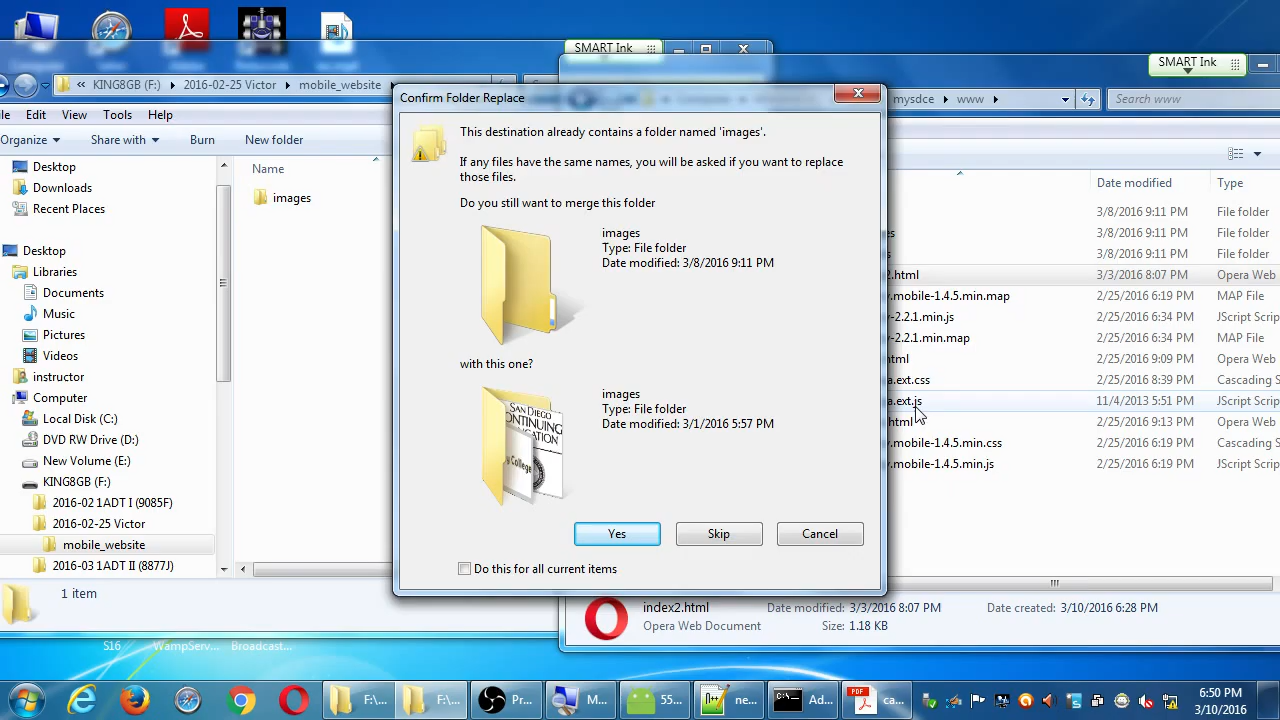 SMART Ink
SMART Ink
« KING8GB (F:) ▸ 2016-02-25 Victor ▸ mobile_website ▸
mysdce ▸ www ▸
Search www
Edit View Tools Help
Organize Share with Burn New folder
Desktop
Downloads
Recent Places
Desktop
Libraries
Documents
Music
Pictures
Videos
instructor
Computer
Local Disk (C:)
DVD RW Drive (D:)
New Volume (E:)
KING8GB (F:)
2016-02 1ADT I (9085F)
2016-02-25 Victor
mobile_website
2016-03 1ADT II (8877J)
1 item
Name
images
Confirm Folder Replace
This destination already contains a folder named 'images'.
If any files have the same names, you will be asked if you want to replace
those files.
Do you still want to merge this folder
images
Type: File folder
Date modified: 3/8/2016 9:11 PM
with this one?
SAN DIEGO
CONTINUING
EDUCATION
College
images
Type: File folder
Date modified: 3/1/2016 5:57 PM
Yes Skip Cancel
Do this for all current items
Date modified Type
3/8/2016 9:11 PM File folder
3/8/2016 9:11 PM File folder
3/8/2016 9:11 PM File folder
2.html 3/3/2016 8:07 PM Opera Web
.mobile-1.4.5.min.map 2/25/2016 6:19 PM MAP File
-2.2.1.min.js 2/25/2016 6:34 PM JScript Scrip
-2.2.1.min.map 2/25/2016 6:34 PM MAP File
html 2/25/2016 9:09 PM Opera Web
a.ext.css 2/25/2016 8:39 PM Cascading S
a.ext.js 11/4/2013 5:51 PM JScript Scrip
html 2/25/2016 9:13 PM Opera Web
.mobile-1.4.5.min.css 2/25/2016 6:19 PM Cascading S
.mobile-1.4.5.min.js 2/25/2016 6:19 PM JScript Scrip
index2.html Date modified: 3/3/2016 8:07 PM Date created: 3/10/2016 6:28 PM
Opera Web Document Size: 1.18 KB
S16 WampServ... Broadcast...
F:\... F:\... Pr... M... 55... ne... Ad... PDF ca...
6:50 PM
3/10/2016